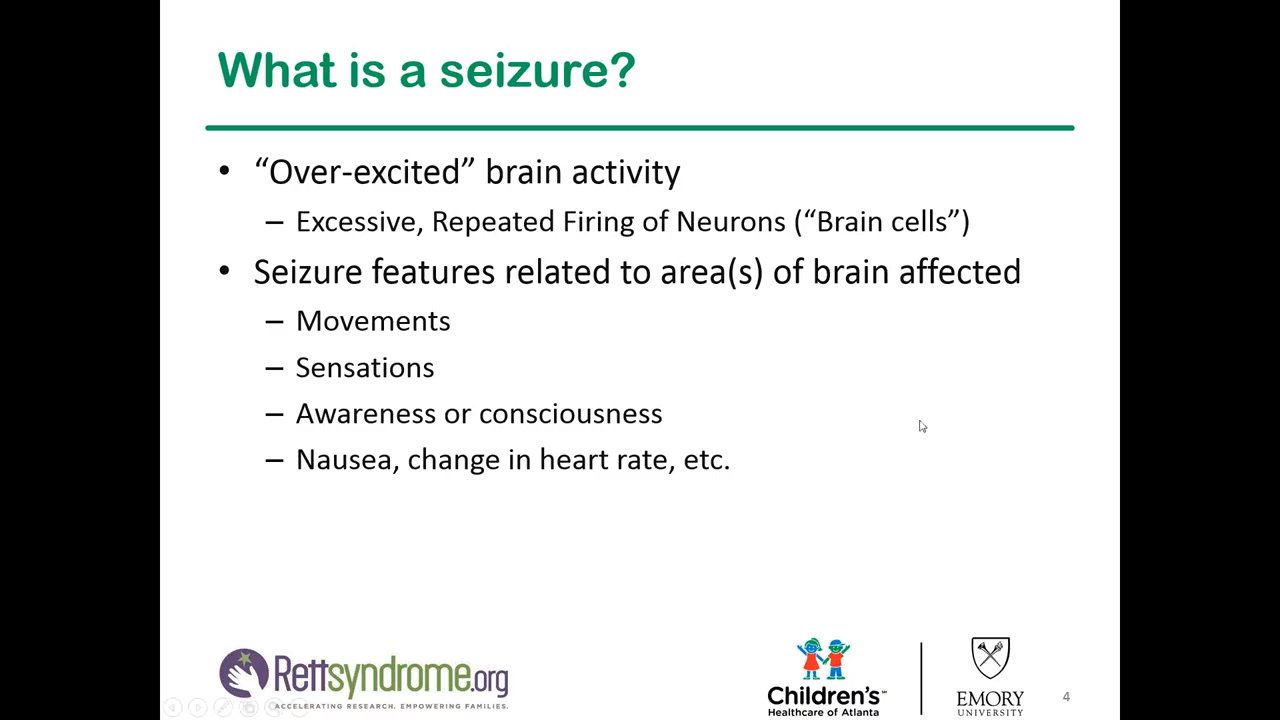 What is a seizure?
• “Over-excited” brain activity
– Excessive, Repeated Firing of Neurons (“Brain cells”)
• Seizure features related to area(s) of brain affected
– Movements
– Sensations
– Awareness or consciousness
– Nausea, change in heart rate, etc.
Rettsyndrome.org
ACCELERATING RESEARCH. EMPOWERING FAMILIES.
Children's™
Healthcare of Atlanta
EMORY
UNIVERSITY
4